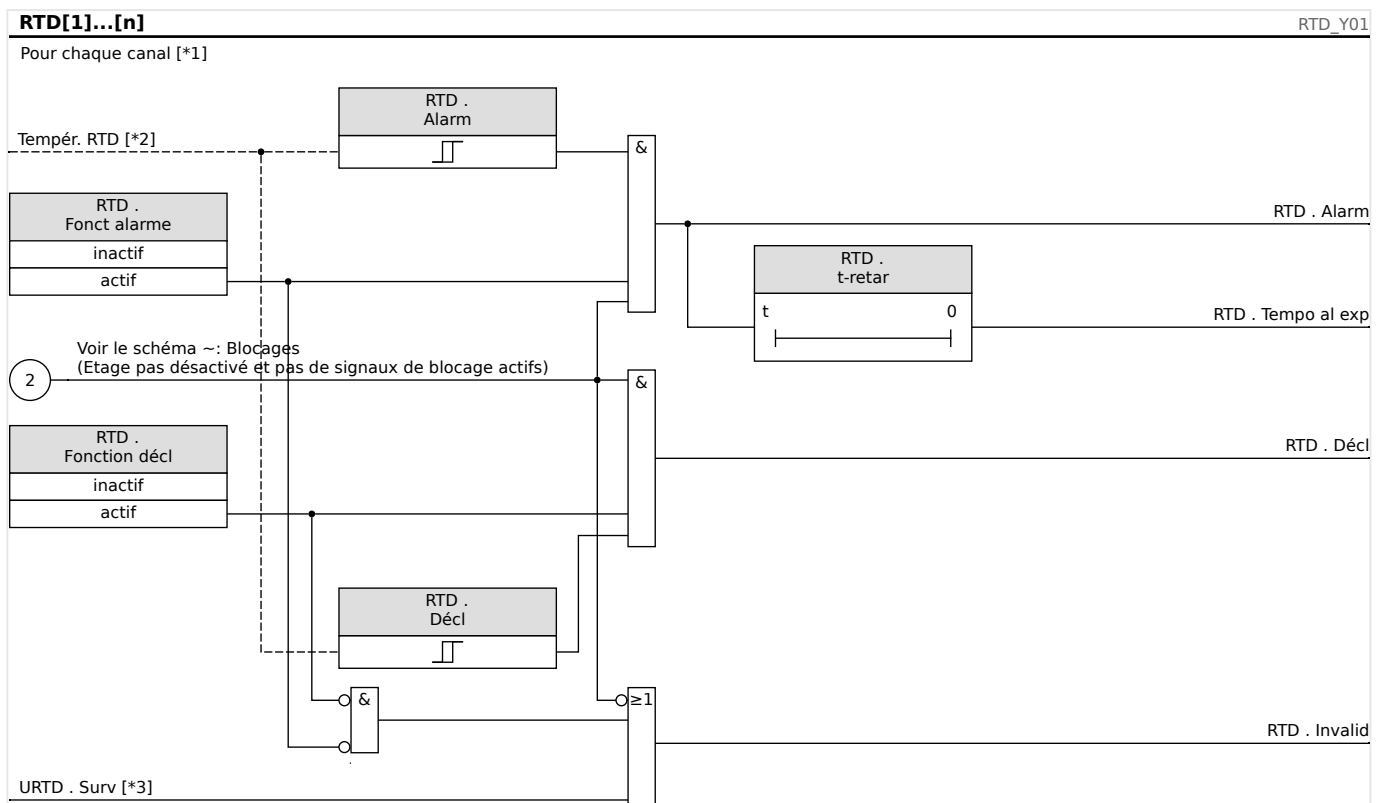 RTD[1]...[n]
RTD_Y01
Pour chaque canal [*1]
RTD .
Alarm
Tempér. RTD [*2]
&
RTD .
Fonct alarme
inactif
actif
RTD . Alarm
RTD .
t-retar
t 0
RTD . Tempo al exp
Voir le schéma ~: Blocages
(Etage pas désactivé et pas de signaux de blocage actifs)
2
&
RTD .
Fonction décl
inactif
actif
RTD . Décl
RTD .
Décl
&
≥1
RTD . Invalid
URTD . Surv [*3]